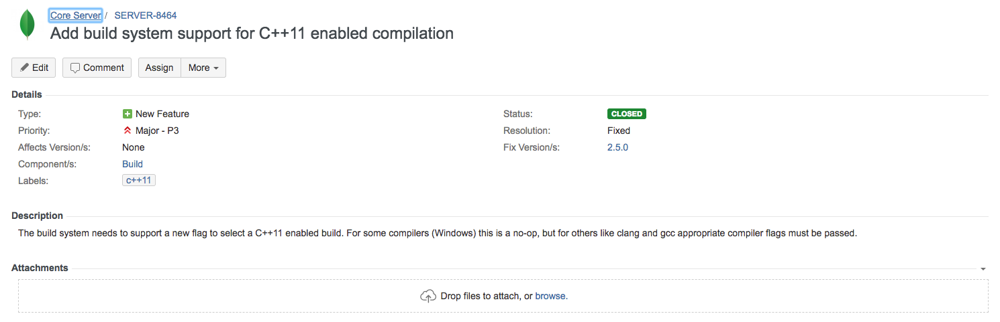 Core Server / SERVER-8464
Add build system support for C++11 enabled compilation
Edit Comment Assign More
Details
Type: New Feature Status: CLOSED
Priority: Major - P3 Resolution: Fixed
Affects Version/s: None Fix Version/s: 2.5.0
Component/s: Build
Labels: c++11
Description
The build system needs to support a new flag to select a C++11 enabled build. For some compilers (Windows) this is a no-op, but for others like clang and gcc appropriate compiler flags must be passed.
Attachments
Drop files to attach, or browse.